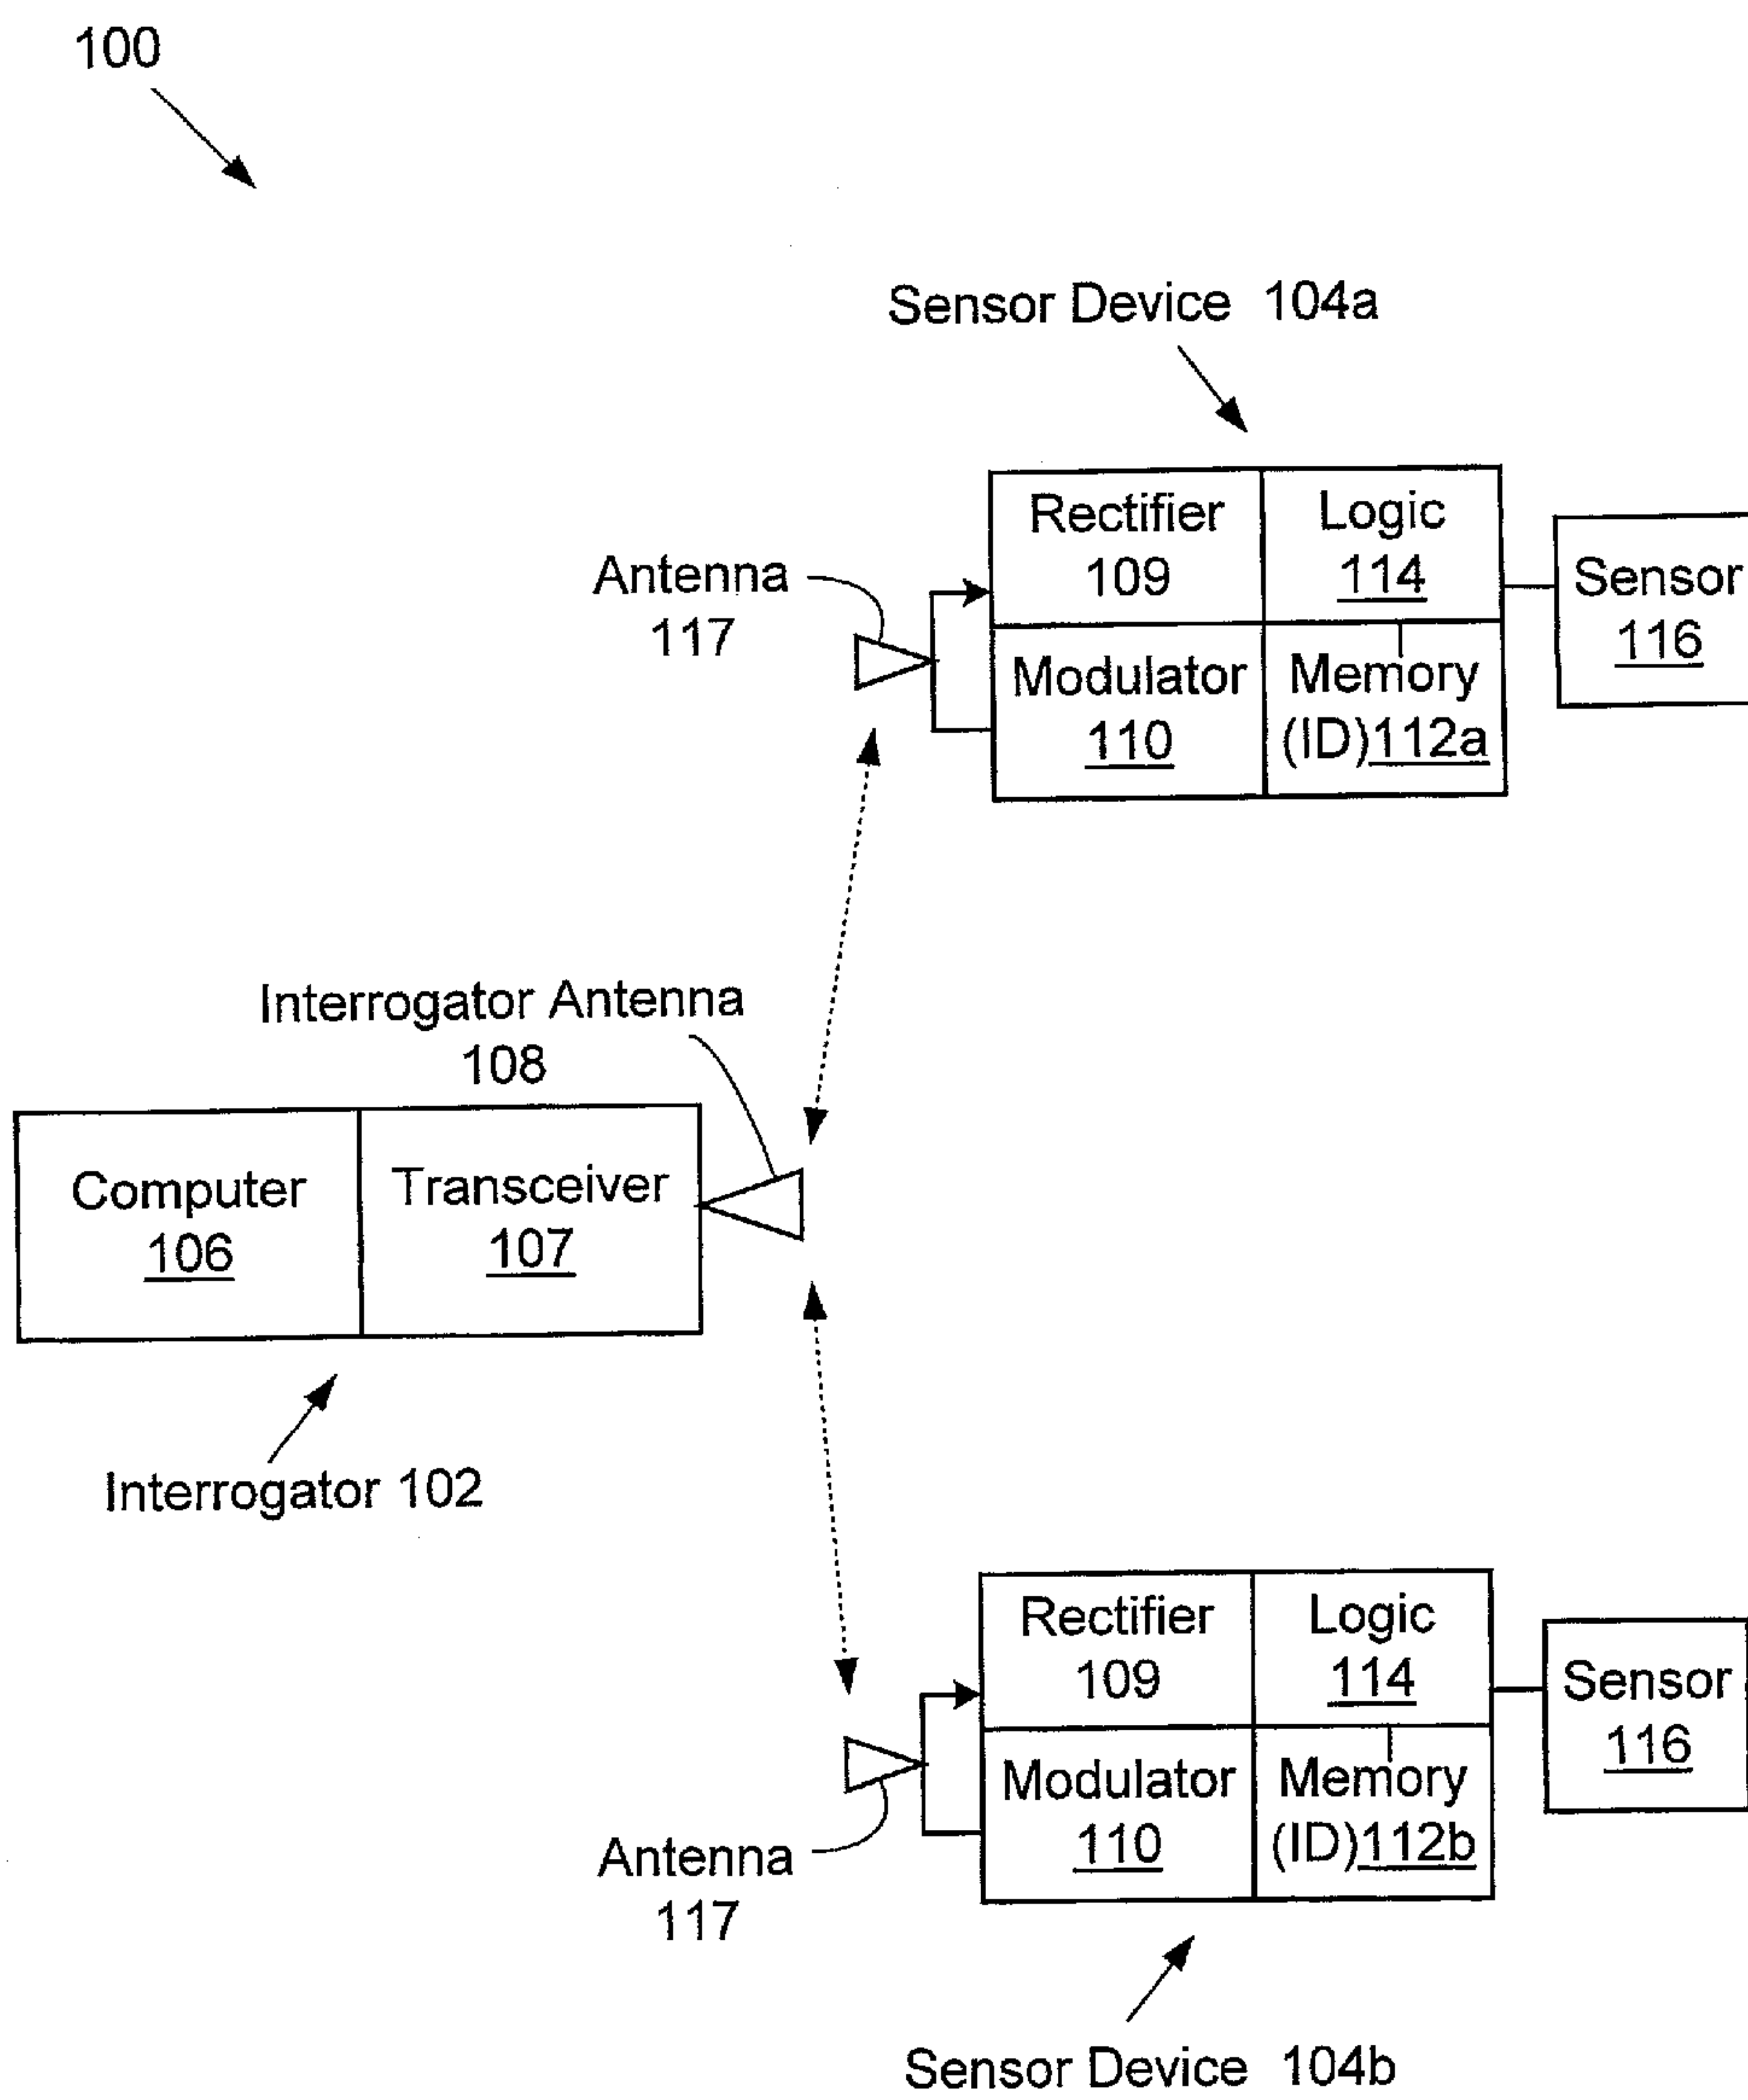 100
Sensor Device 104a
Rectifier
109
Logic
114
Sensor
116
Antenna
117
Modulator
110
Memory
(ID)112a
Interrogator Antenna
108
Computer
106
Transceiver
107
Interrogator 102
Rectifier
109
Logic
114
Sensor
116
Modulator
110
Memory
(ID)112b
Antenna
117
Sensor Device 104b